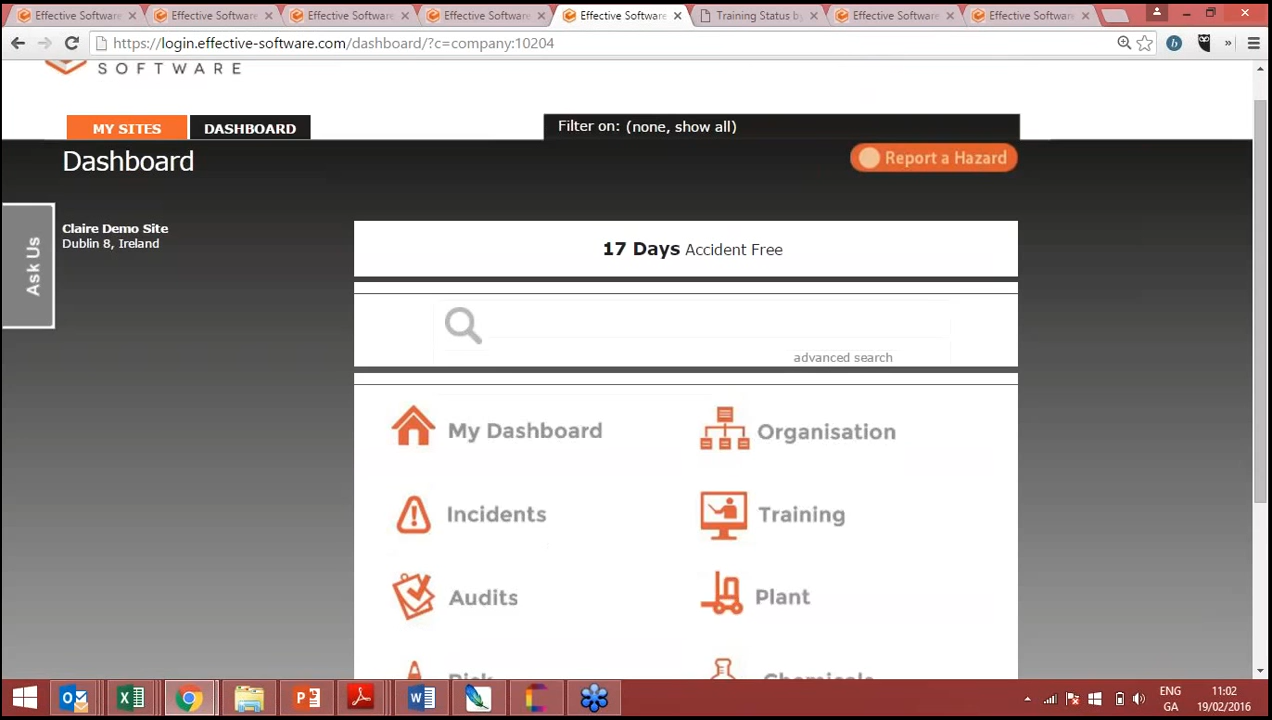 Effective Software
Effective Software
Effective Software
Effective Software
Effective Software
Training Status by
Effective Software
Effective Software
https://login.effective-software.com/dashboard/?c=company:10204
SOFTWARE
MY SITES
DASHBOARD
Filter on: (none, show all)
Dashboard
Report a Hazard
Ask Us
Claire Demo Site
Dublin 8, Ireland
17 Days Accident Free
advanced search
My Dashboard
Organisation
Incidents
Training
Audits
Plant
Risk
Chemicals
ENG
GA
11:02
19/02/2016